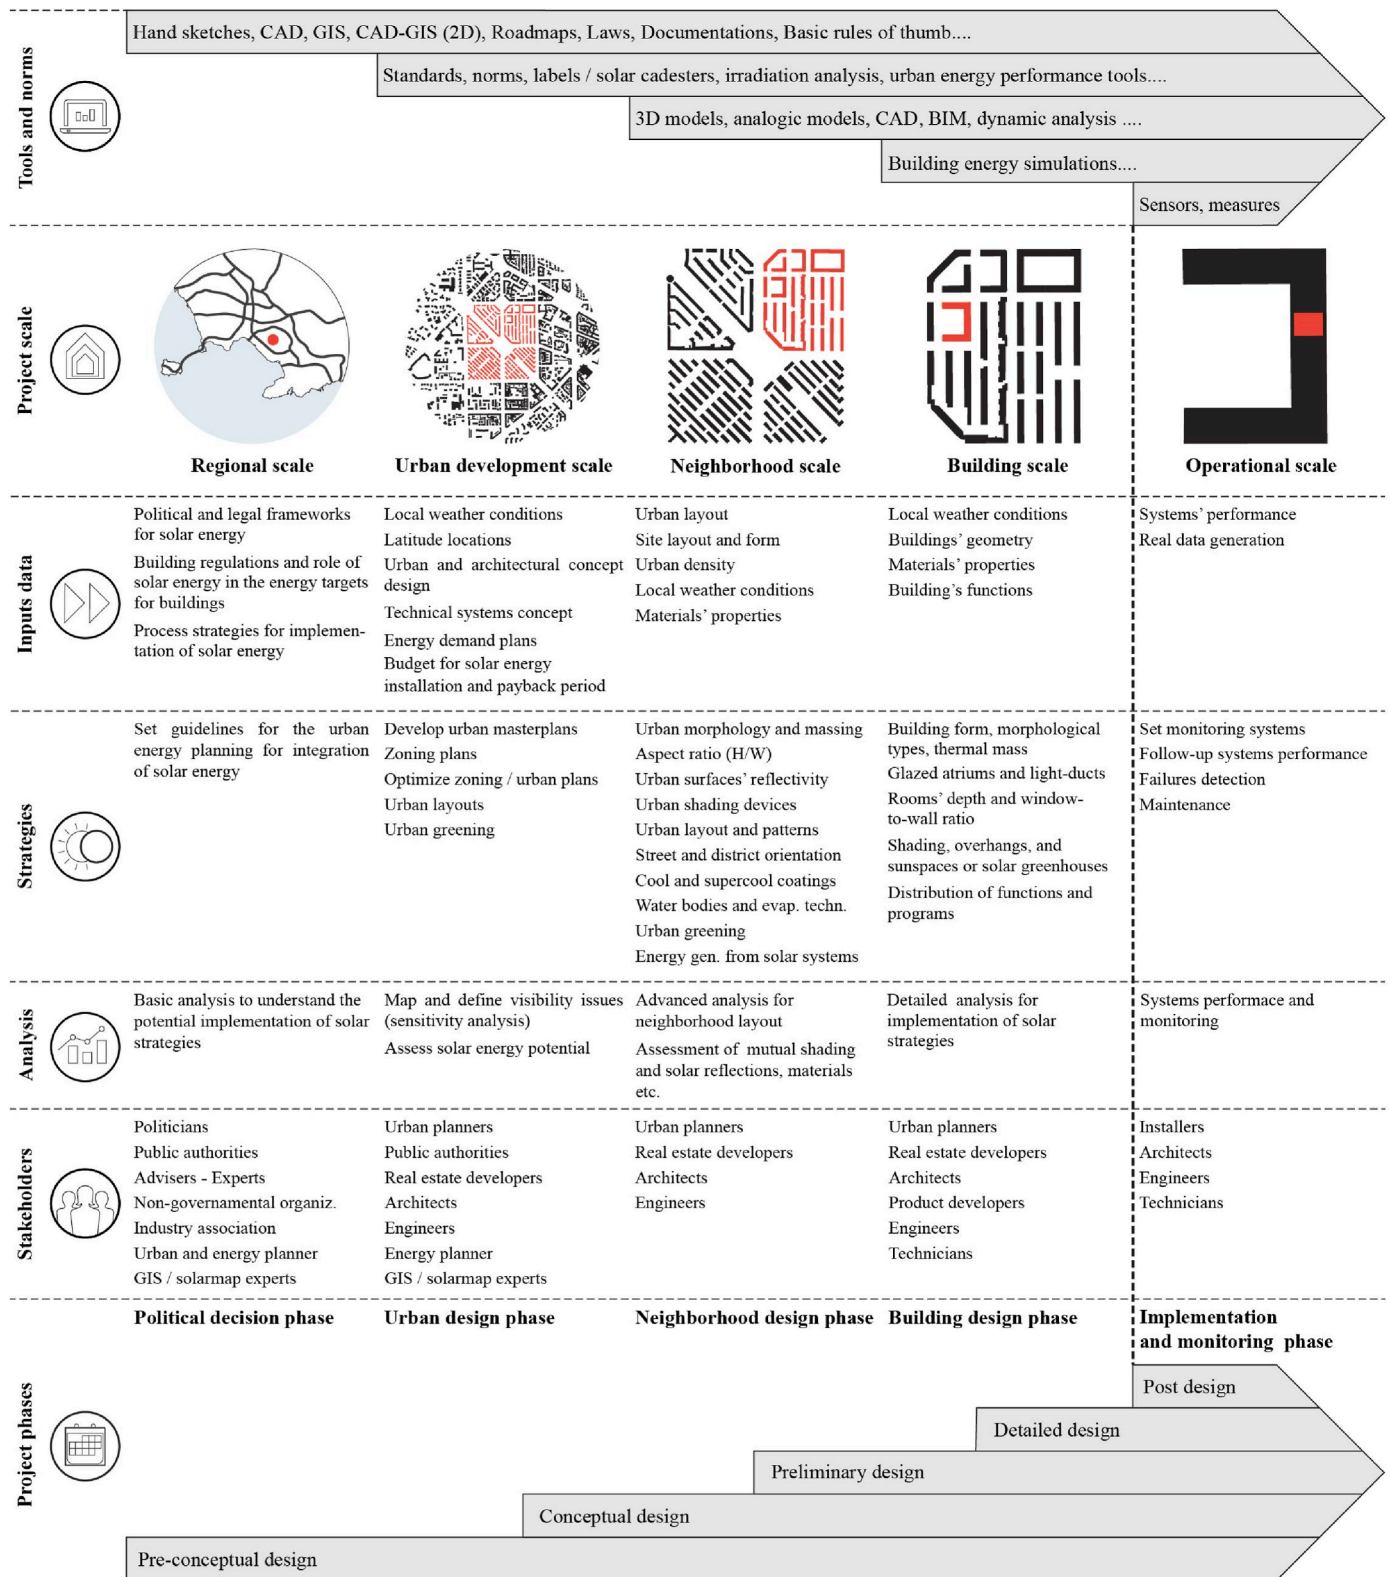 Tools and norms
Hand sketches, CAD, GIS, CAD-GIS (2D), Roadmaps, Laws, Documentations, Basic rules of thumb....
Standards, norms, labels / solar cadesters, irradiation analysis, urban energy performance tools....
3D models, analogic models, CAD, BIM, dynamic analysis ....
Building energy simulations....
Sensors, measures
Project scale
Regional scale
Urban development scale
Neighborhood scale
Building scale
Operational scale
Inputs data
Political and legal frameworks
for solar energy
Building regulations and role of
solar energy in the energy targets
for buildings
Process strategies for implemen-
tation of solar energy
Local weather conditions
Latitude locations
Urban and architectural concept
design
Technical systems concept
Energy demand plans
Budget for solar energy
installation and payback period
Urban layout
Site layout and form
Urban density
Local weather conditions
Materials' properties
Local weather conditions
Buildings' geometry
Materials' properties
Building's functions
Systems' performance
Real data generation
Strategies
Set guidelines for the urban
energy planning for integration
of solar energy
Develop urban masterplans
Zoning plans
Optimize zoning / urban plans
Urban layouts
Urban greening
Urban morphology and massing
Aspect ratio (H/W)
Urban surfaces' reflectivity
Urban shading devices
Urban layout and patterns
Street and district orientation
Cool and supercool coatings
Water bodies and evap. techn.
Urban greening
Energy gen. from solar systems
Building form, morphological
types, thermal mass
Glazed atriums and light-ducts
Rooms' depth and window-
to-wall ratio
Shading, overhangs, and
sunspaces or solar greenhouses
Distribution of functions and
programs
Set monitoring systems
Follow-up systems performance
Failures detection
Maintenance
Analysis
Basic analysis to understand the
potential implementation of solar
strategies
Map and define visibility issues
(sensitivity analysis)
Assess solar energy potential
Advanced analysis for
neighborhood layout
Assessment of mutual shading
and solar reflections, materials
etc.
Detailed analysis for
implementation of solar
strategies
Systems performace and
monitoring
Stakeholders
Politicians
Public authorities
Advisers - Experts
Non-governamental organiz.
Industry association
Urban and energy planner
GIS / solarmap experts
Urban planners
Public authorities
Real estate developers
Architects
Engineers
Energy planner
GIS / solarmap experts
Urban planners
Real estate developers
Architects
Engineers
Urban planners
Real estate developers
Architects
Product developers
Engineers
Technicians
Installers
Architects
Engineers
Technicians
Project phases
Political decision phase
Urban design phase
Neighborhood design phase
Building design phase
Implementation
and monitoring phase
Post design
Detailed design
Preliminary design
Conceptual design
Pre-conceptual design